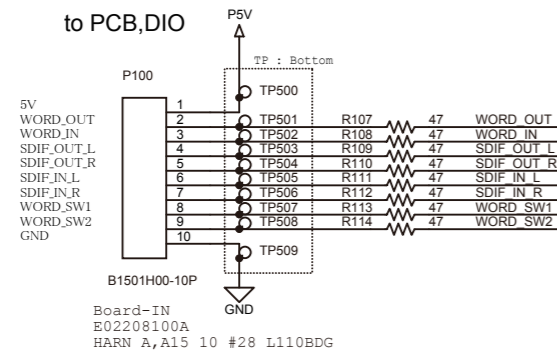 to PCB,DIO
P5V
TP : Bottom
P100
TP500
5V 1
WORD_OUT 2 TP501 R107 47 WORD_OUT
WORD_IN 3 TP502 R108 47 WORD_IN
SDIF_OUT_L 4 TP503 R109 47 SDIF_OUT_L
SDIF_OUT_R 5 TP504 R110 47 SDIF_OUT_R
SDIF_IN_L 6 TP505 R111 47 SDIF_IN_L
SDIF_IN_R 7 TP506 R112 47 SDIF_IN_R
WORD_SW1 8 TP507 R113 47 WORD_SW1
WORD_SW2 9 TP508 R114 47 WORD_SW2
GND 10
TP509
B1501H00-10P
GND
Board-IN
E02208100A
HARN A,A15 10 #28 L110BDG